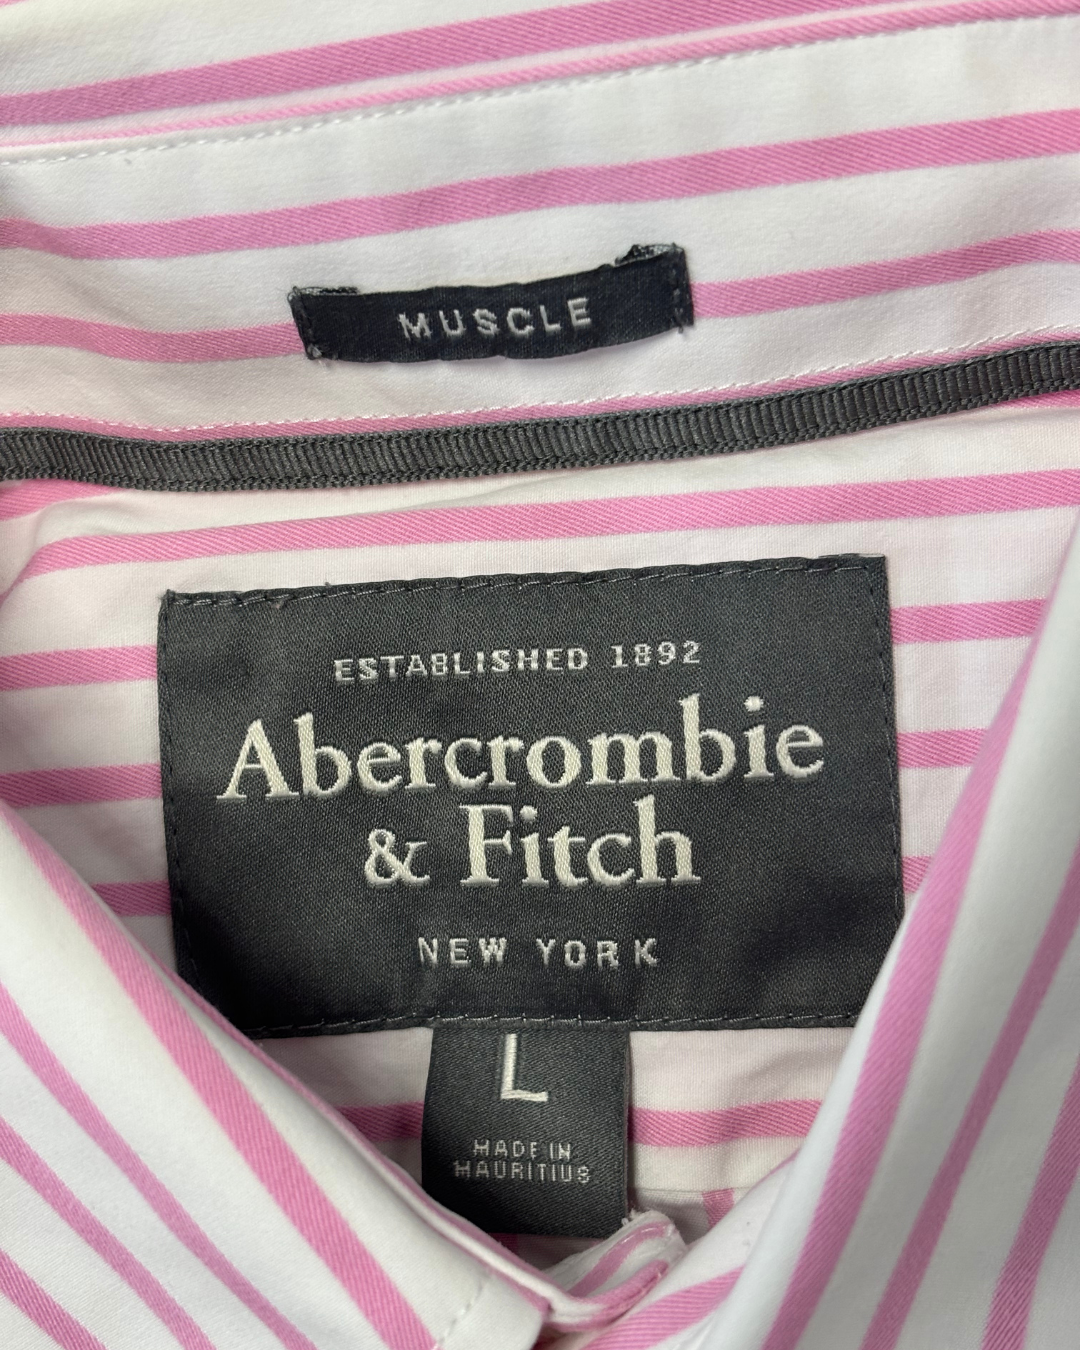 MUSCLE
ESTABLISHED 1892
Abercrombie
& Fitch
NEW YORK
L
MADE IN
MAURITIUS